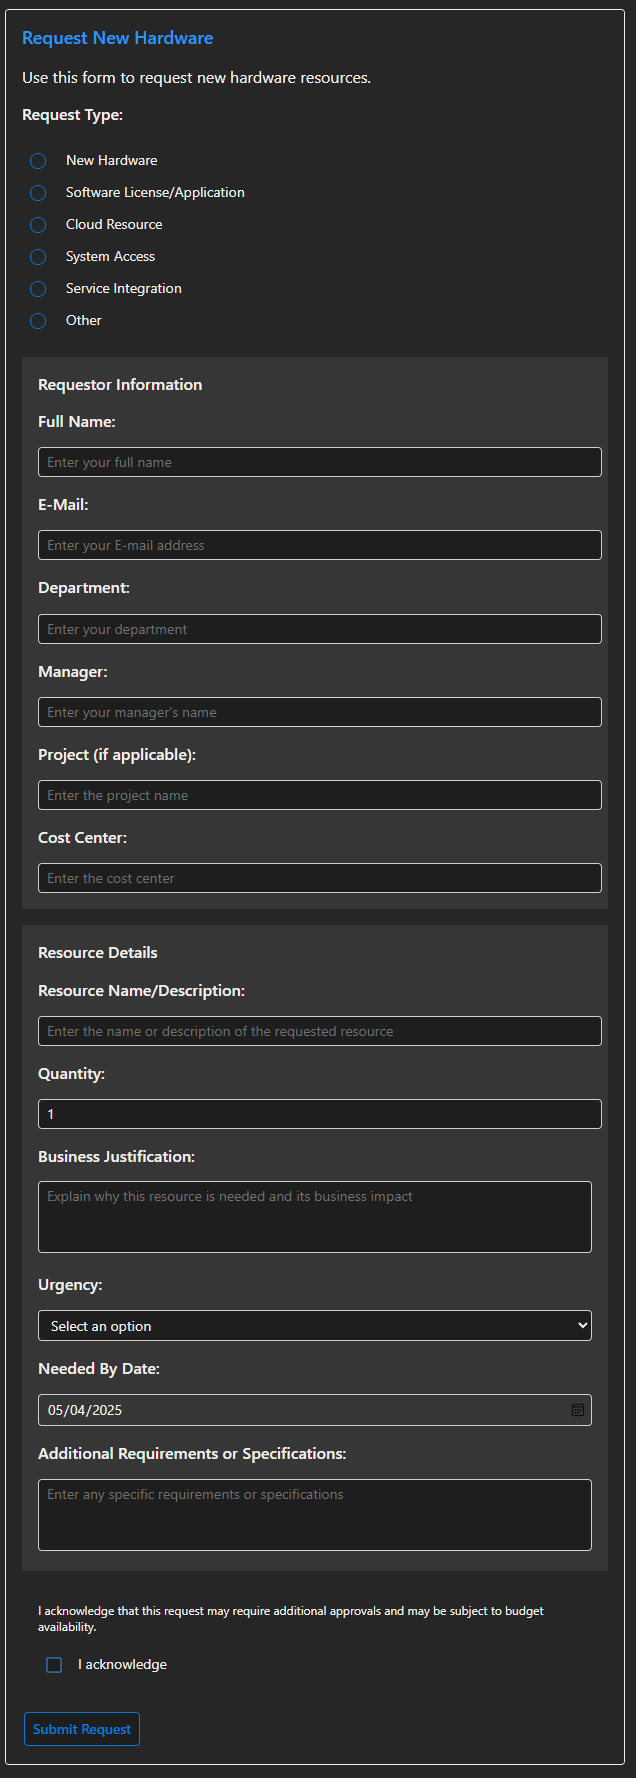 Request New Hardware
Use this form to request new hardware resources.
Request Type:
New Hardware
Software License/Application
Cloud Resource
System Access
Service Integration
Other
Requestor Information
Full Name:
Enter your full name
E-Mail:
Enter your E-mail address
Department:
Enter your department
Manager:
Enter your manager's name
Project (if applicable):
Enter the project name
Cost Center:
Enter the cost center
Resource Details
Resource Name/Description:
Enter the name or description of the requested resource
Quantity:
1
Business Justification:
Explain why this resource is needed and its business impact
Urgency:
Select an option
Needed By Date:
05/04/2025
Additional Requirements or Specifications:
Enter any specific requirements or specifications
I acknowledge that this request may require additional approvals and may be subject to budget
availability.
I acknowledge
Submit Request